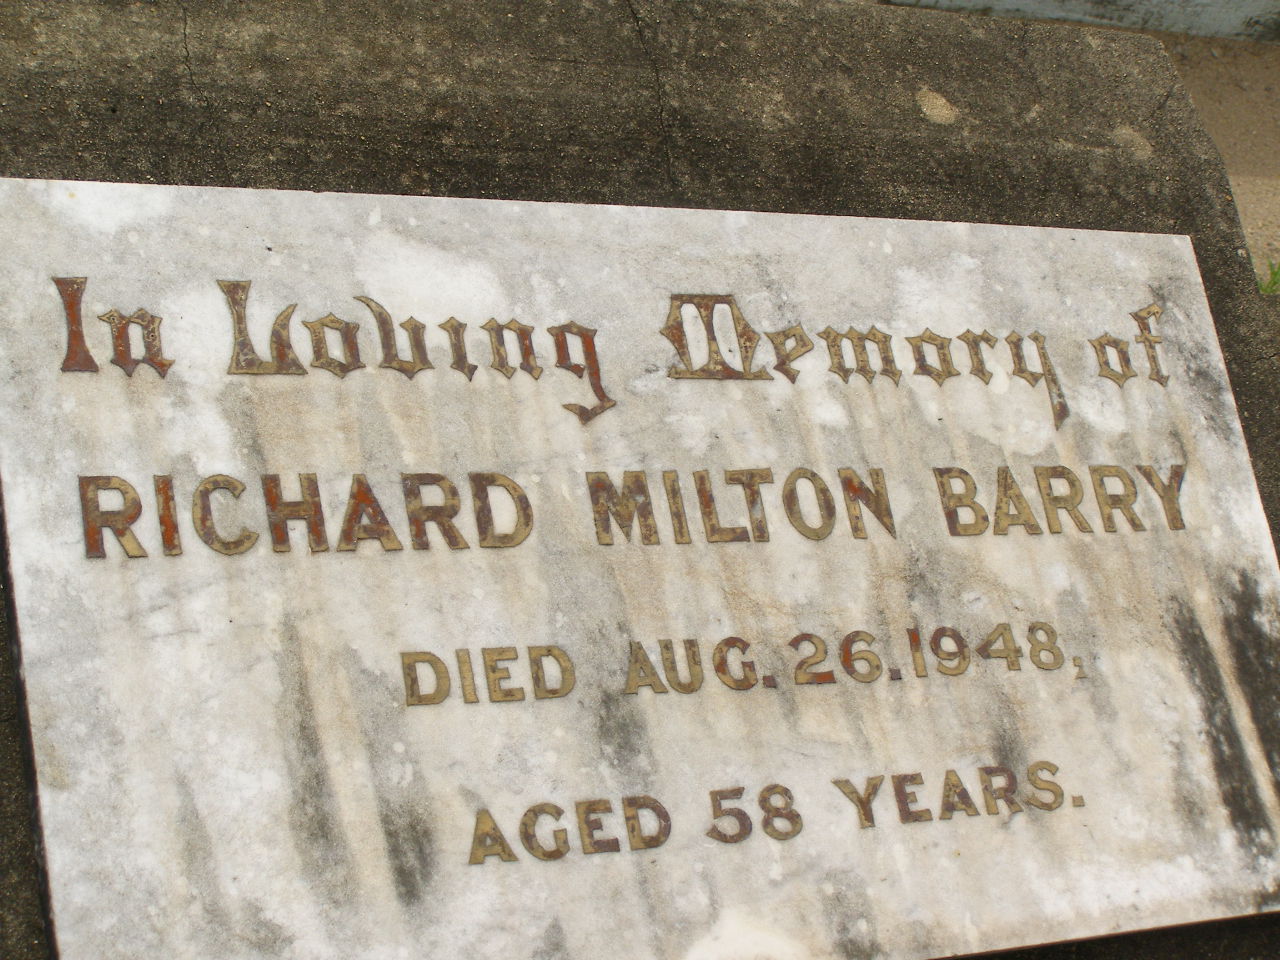 In Loving Memory of
RICHARD MILTON BARRY
DIED AUG. 26. 1948,
AGED 58 YEARS.